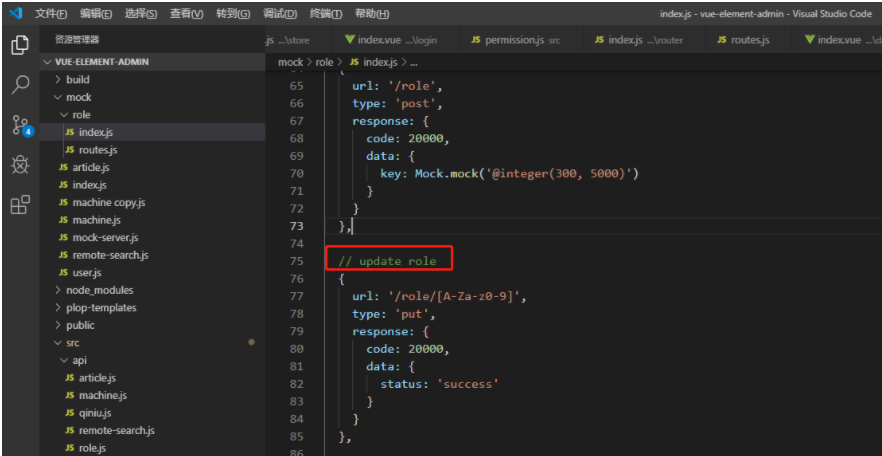 文件(F) 编辑(E) 选择(S) 查看(V) 转到(G) 调试(D) 终端(T) 帮助(H) index.js - vue-element-admin - Visual Studio Code
资源管理器
.js ...\store index.vue ...\login JS permission.js src JS index.js ...\router JS routes.js index.vue ...\d
VUE-ELEMENT-ADMIN
build
mock
role
JS index.js
JS routes.js
JS article.js
JS index.js
JS machine copy.js
JS machine.js
JS mock-server.js
JS remote-search.js
JS user.js
node_modules
plop-templates
public
src
api
JS article.js
JS machine.js
JS qiniu.js
JS remote-search.js
JS role.js
4
mock > role > JS index.js > ...
64 {
65 url: '/role',
66 type: 'post',
67 response: {
68 code: 20000,
69 data: {
70 key: Mock.mock('@integer(300, 5000)')
71 }
72 }
73 },
74
75 // update role
76 {
77 url: '/role/[A-Za-z0-9]',
78 type: 'put',
79 response: {
80 code: 20000,
81 data: {
82 status: 'success'
83 }
84 }
85 },
86